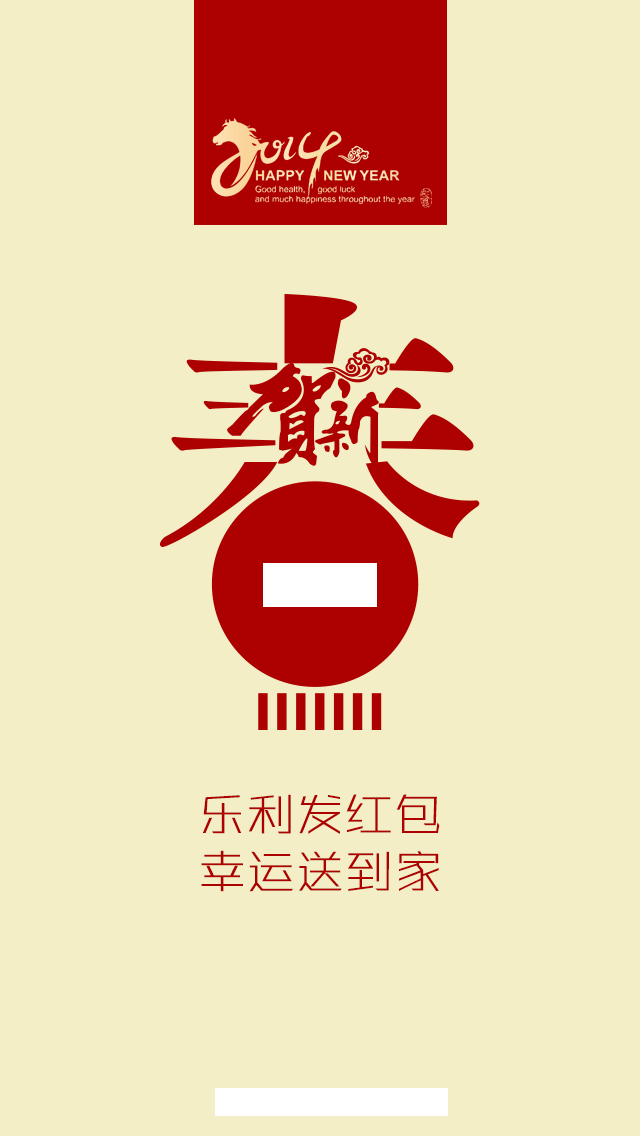 2014
HAPPY NEW YEAR
Good health, good luck
and much happiness throughout the year
春
贺新
乐利发红包
幸运送到家